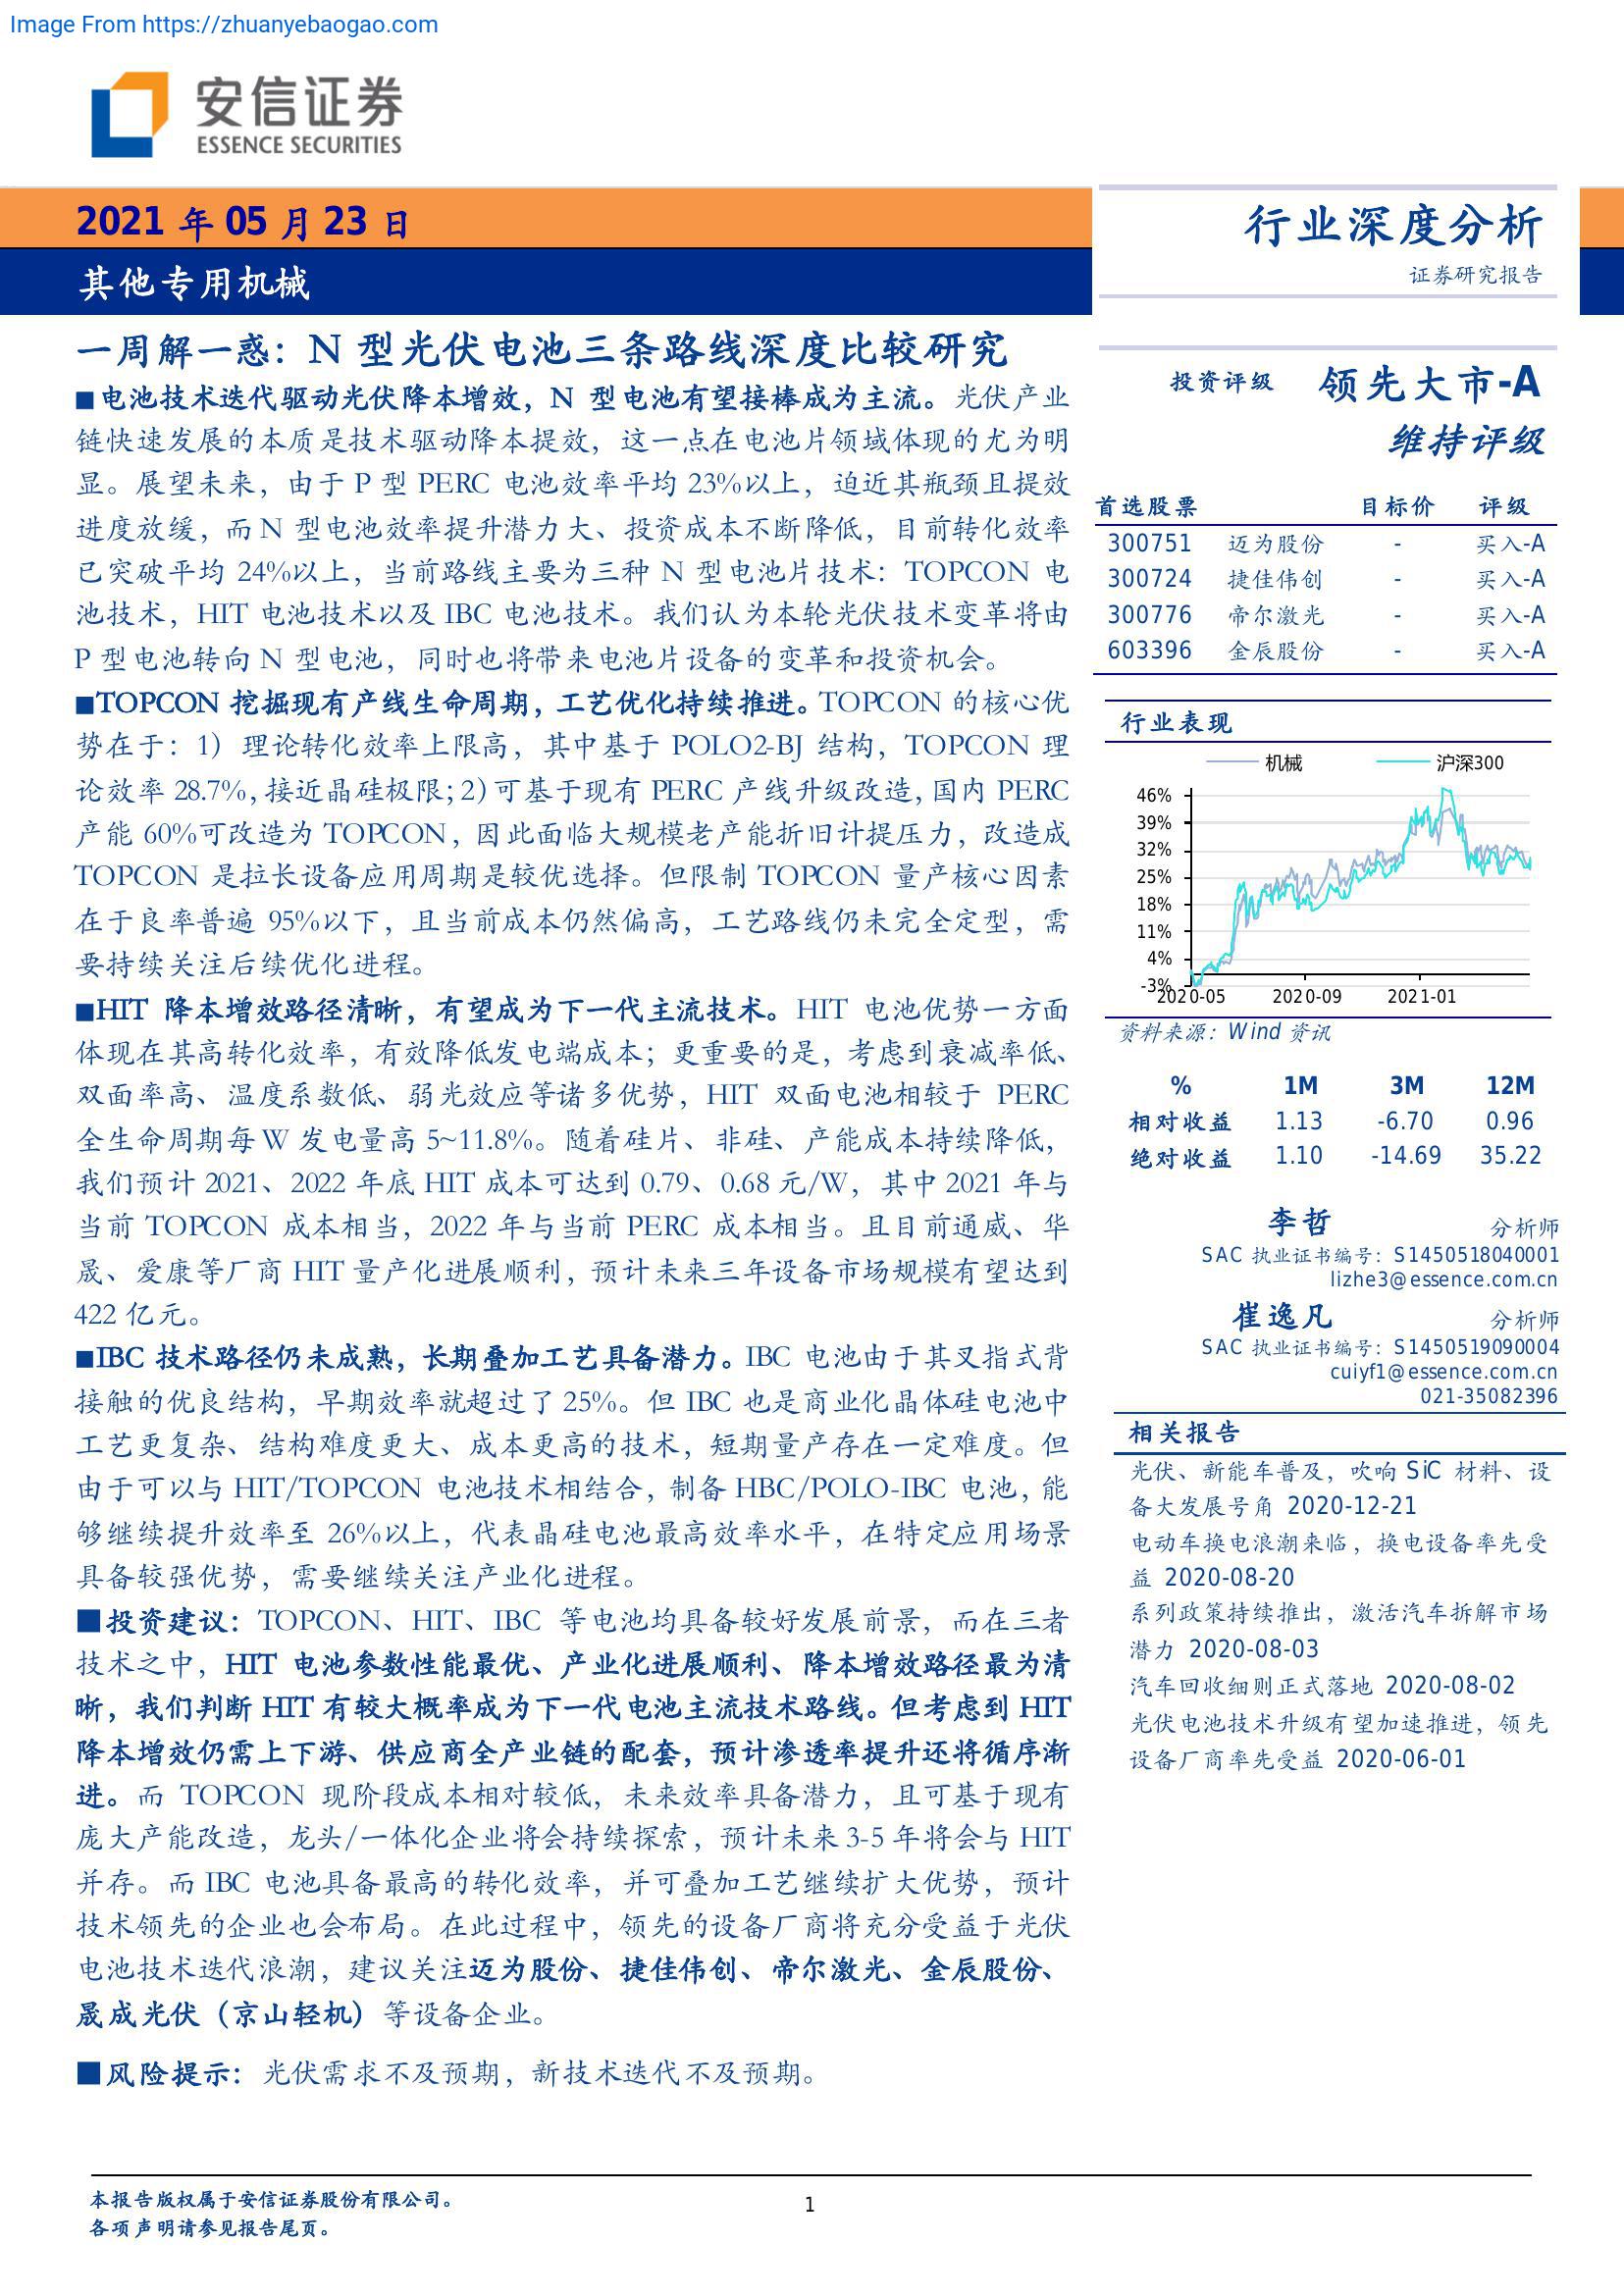 Image From https://zhuanyebaogao.com
安信证券
ESSENCE SECURITIES
2021 年 05 月 23 日
其他专用机械
行业深度分析
证券研究报告
一周解一惑：N 型光伏电池三条路线深度比较研究
■电池技术迭代驱动光伏降本增效，N 型电池有望接棒成为主流。光伏产业
链快速发展的本质是技术驱动降本提效，这一点在电池片领域体现的尤为明
显。展望未来，由于 P 型 PERC 电池效率平均 23%以上，迫近其瓶颈且提效
进度放缓，而 N 型电池效率提升潜力大、投资成本不断降低，目前转化效率
已突破平均 24%以上，当前路线主要为三种 N 型电池片技术：TOPCON 电
池技术，HIT 电池技术以及 IBC 电池技术。我们认为本轮光伏技术变革将由
P 型电池转向 N 型电池，同时也将带来电池片设备的变革和投资机会。
■TOPCON 挖掘现有产线生命周期，工艺优化持续推进。TOPCON 的核心优
势在于：1）理论转化效率上限高，其中基于 POLO2-BJ 结构，TOPCON 理
论效率 28.7%，接近晶硅极限；2）可基于现有 PERC 产线升级改造，国内 PERC
产能 60%可改造为 TOPCON，因此面临大规模老产能折旧计提压力，改造成
TOPCON 是拉长设备应用周期是较优选择。但限制 TOPCON 量产核心因素
在于良率普遍 95%以下，且当前成本仍然偏高，工艺路线仍未完全定型，需
要持续关注后续优化进程。
■HIT 降本增效路径清晰，有望成为下一代主流技术。HIT 电池优势一方面
体现在其高转化效率，有效降低发电端成本；更重要的是，考虑到衰减率低、
双面率高、温度系数低、弱光效应等诸多优势，HIT 双面电池相较于 PERC
全生命周期每 W 发电量高 5~11.8%。随着硅片、非硅、产能成本持续降低，
我们预计 2021、2022 年底 HIT 成本可达到 0.79、0.68 元/W，其中 2021 年与
当前 TOPCON 成本相当，2022 年与当前 PERC 成本相当。且目前通威、华
晟、爱康等厂商 HIT 量产化进展顺利，预计未来三年设备市场规模有望达到
422 亿元。
■IBC 技术路径仍未成熟，长期叠加工艺具备潜力。IBC 电池由于其叉指式背
接触的优良结构，早期效率就超过了 25%。但 IBC 也是商业化晶体硅电池中
工艺更复杂、结构难度更大、成本更高的技术，短期量产存在一定难度。但
由于可以与 HIT/TOPCON 电池技术相结合，制备 HBC/POLO-IBC 电池，能
够继续提升效率至 26%以上，代表晶硅电池最高效率水平，在特定应用场景
具备较强优势，需要继续关注产业化进程。
■投资建议：TOPCON、HIT、IBC 等电池均具备较好发展前景，而在三者
技术之中，HIT 电池参数性能最优、产业化进展顺利、降本增效路径最为清
晰，我们判断 HIT 有较大概率成为下一代电池主流技术路线。但考虑到 HIT
降本增效仍需上下游、供应商全产业链的配套，预计渗透率提升还将循序渐
进。而 TOPCON 现阶段成本相对较低，未来效率具备潜力，且可基于现有
庞大产能改造，龙头/一体化企业将会持续探索，预计未来 3-5 年将会与 HIT
并存。而 IBC 电池具备最高的转化效率，并可叠加工艺继续扩大优势，预计
技术领先的企业也会布局。在此过程中，领先的设备厂商将充分受益于光伏
电池技术迭代浪潮，建议关注迈为股份、捷佳伟创、帝尔激光、金辰股份、
晟成光伏（京山轻机）等设备企业。
■风险提示：光伏需求不及预期，新技术迭代不及预期。
投资评级 领先大市-A
维持评级
首选股票 目标价 评级
300751 迈为股份 - 买入-A
300724 捷佳伟创 - 买入-A
300776 帝尔激光 - 买入-A
603396 金辰股份 - 买入-A
行业表现
机械 沪深300
46%
39%
32%
25%
18%
11%
4%
-3%
2020-05 2020-09 2021-01
资料来源：Wind 资讯
% 1M 3M 12M
相对收益 1.13 -6.70 0.96
绝对收益 1.10 -14.69 35.22
李哲 分析师
SAC 执业证书编号：S1450518040001
lizhe3@essence.com.cn
崔逸凡 分析师
SAC 执业证书编号：S1450519090004
cuiyf1@essence.com.cn
021-35082396
相关报告
光伏、新能车普及，吹响 SiC 材料、设
备大发展号角 2020-12-21
电动车换电浪潮来临，换电设备率先受
益 2020-08-20
系列政策持续推出，激活汽车拆解市场
潜力 2020-08-03
汽车回收细则正式落地 2020-08-02
光伏电池技术升级有望加速推进，领先
设备厂商率先受益 2020-06-01
本报告版权属于安信证券股份有限公司。
各项声明请参见报告尾页。
1